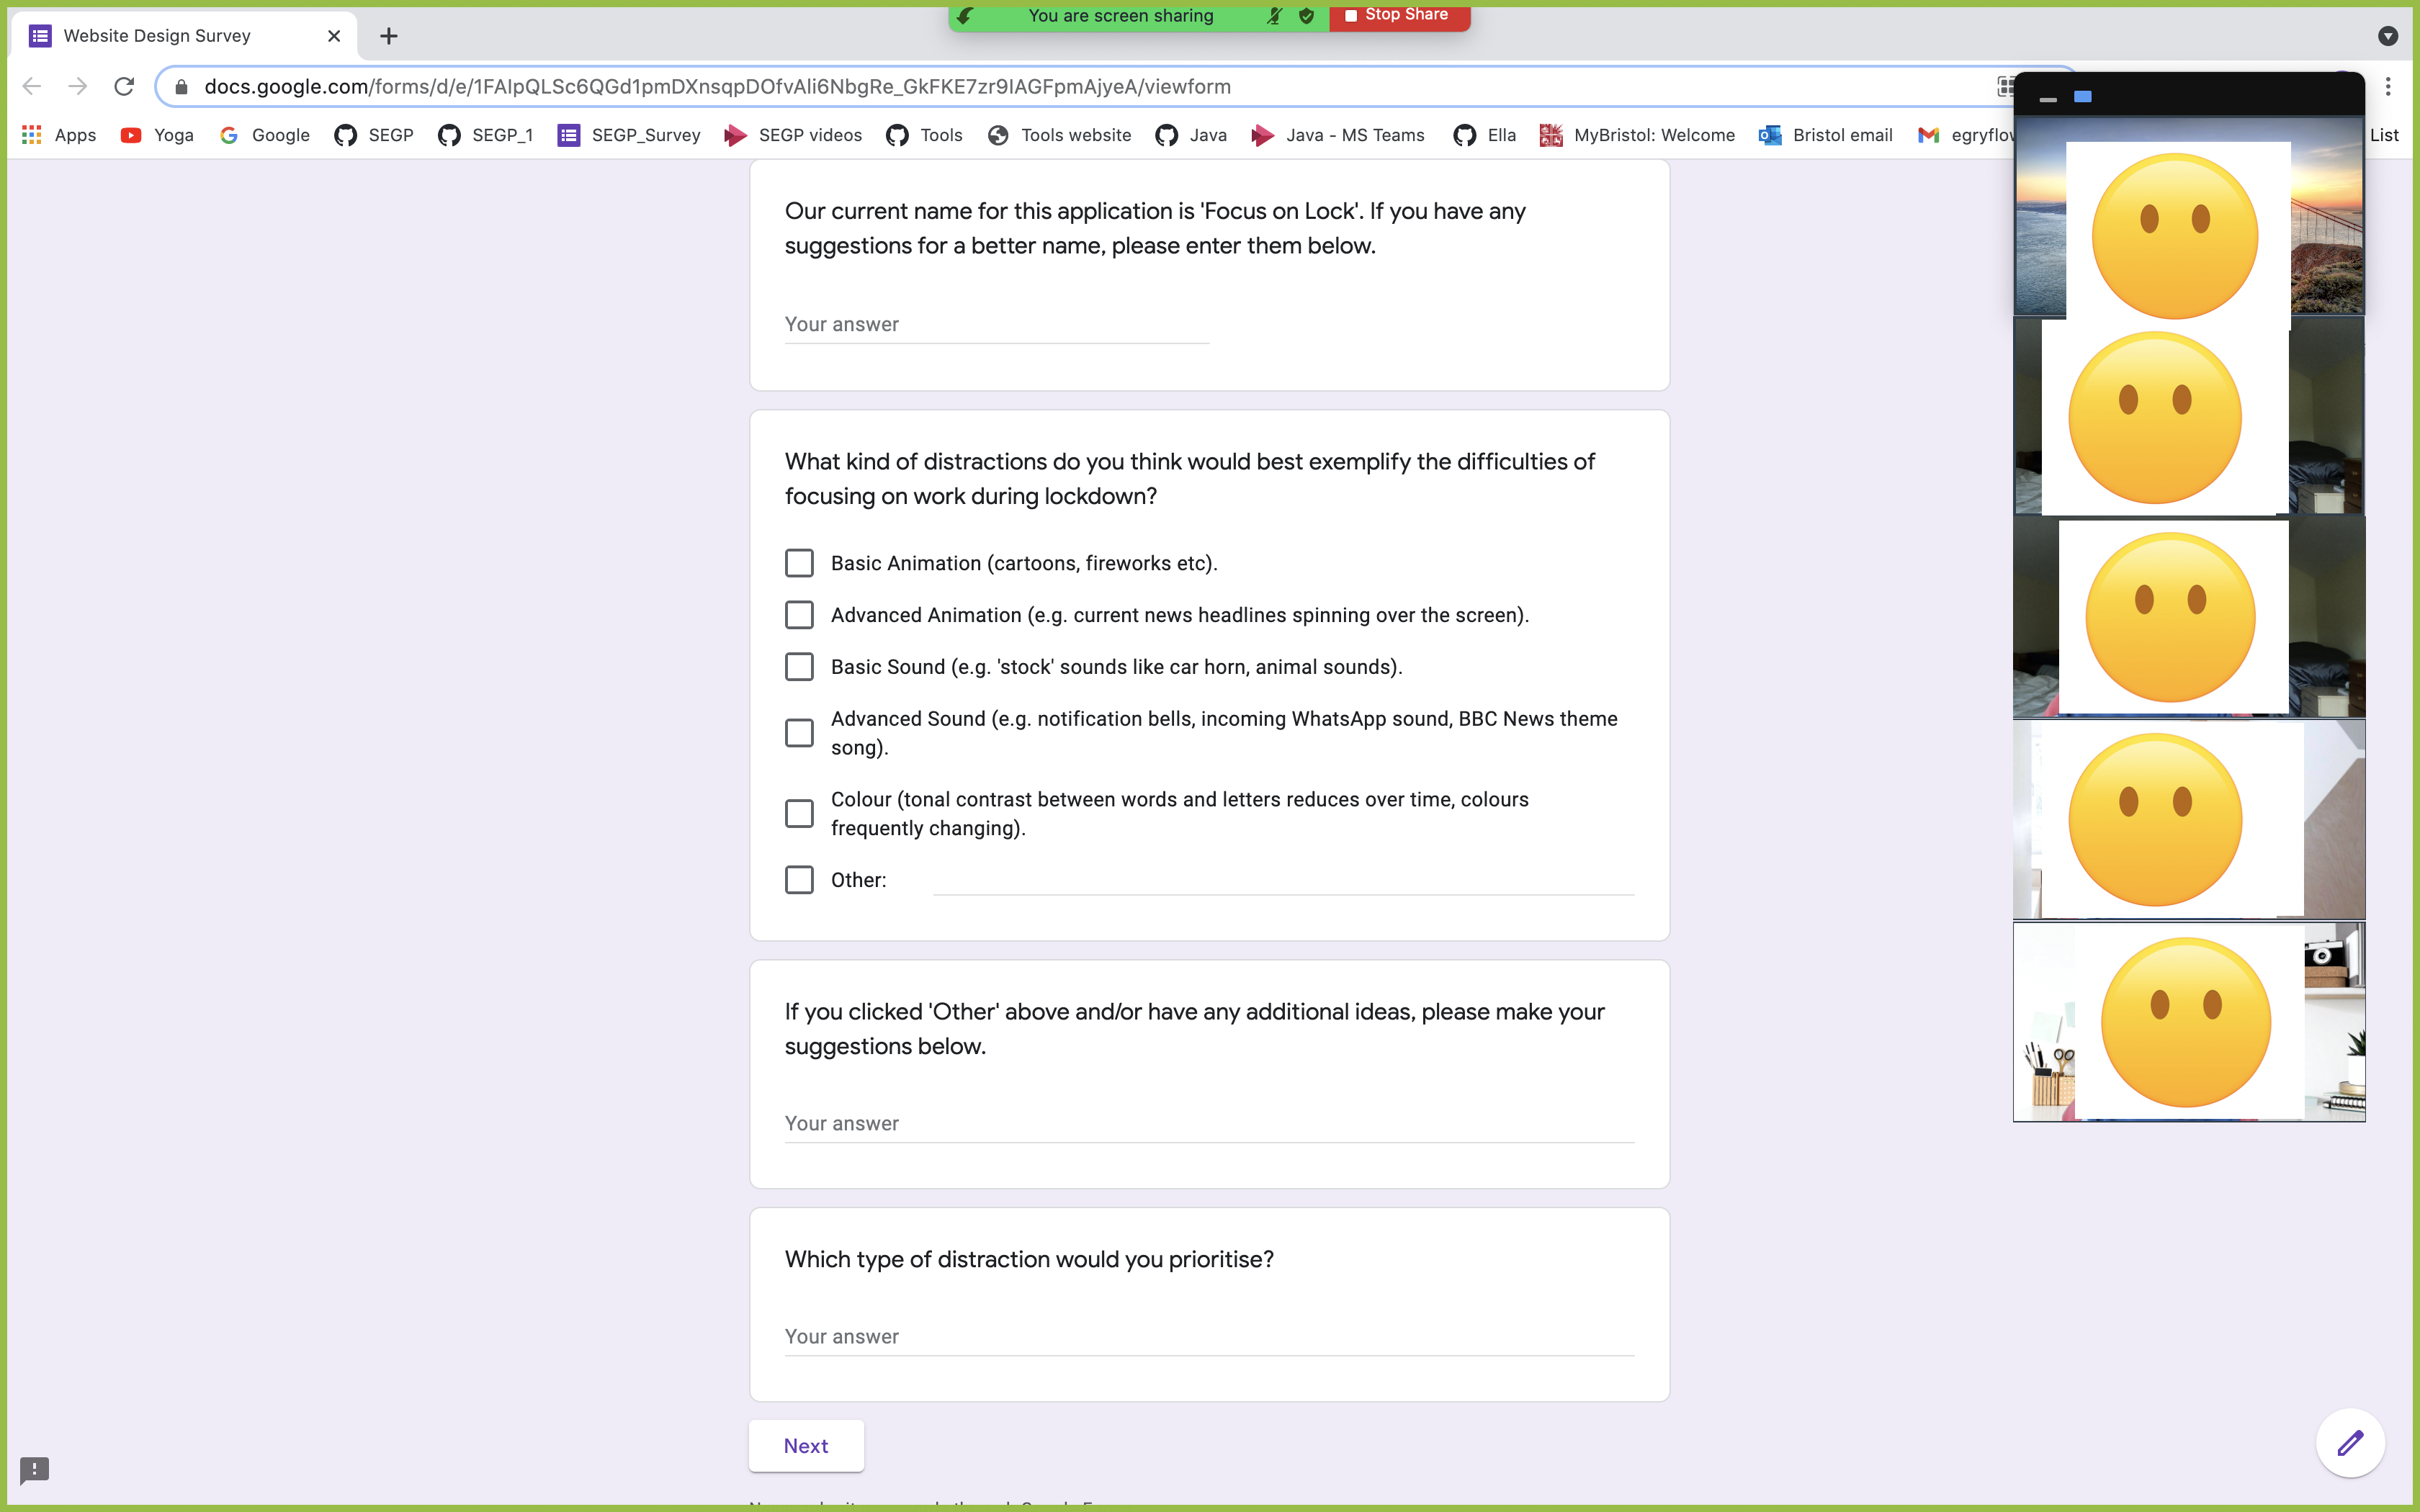 You are screen sharing
Stop Share
Website Design Survey
docs.google.com/forms/d/e/1FAIpQLSc6QGd1pmDXnsqpDOfvAli6NbgRe_GkFKE7zr9IAGFpmAjyeA/viewform
Apps Yoga Google SEGP SEGP_1 SEGP_Survey SEGP videos Tools Tools website Java Java - MS Teams Ella MyBristol: Welcome Bristol email List
Our current name for this application is 'Focus on Lock'. If you have any
suggestions for a better name, please enter them below.
Your answer
What kind of distractions do you think would best exemplify the difficulties of
focusing on work during lockdown?
Basic Animation (cartoons, fireworks etc).
Advanced Animation (e.g. current news headlines spinning over the screen).
Basic Sound (e.g. 'stock' sounds like car horn, animal sounds).
Advanced Sound (e.g. notification bells, incoming WhatsApp sound, BBC News theme
song).
Colour (tonal contrast between words and letters reduces over time, colours
frequently changing).
Other:
If you clicked 'Other' above and/or have any additional ideas, please make your
suggestions below.
Your answer
Which type of distraction would you prioritise?
Your answer
Next